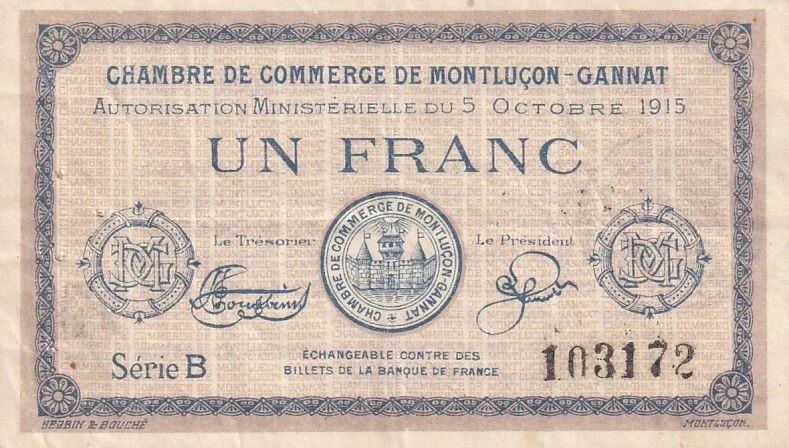 CHAMBRE DE COMMERCE DE MONTLUÇON-GANNAT
AUTORISATION MINISTÉRIELLE DU 5 OCTOBRE 1915
UN FRANC
Le Trésorier
Le Président
CHAMBRE DE COMMERCE DE MONTLUÇON-GANNAT
Série B
ÉCHANGEABLE CONTRE DES
BILLETS DE LA BANQUE DE FRANCE
103172
HERBIN & BOUCHÉ
MONTLUÇON.